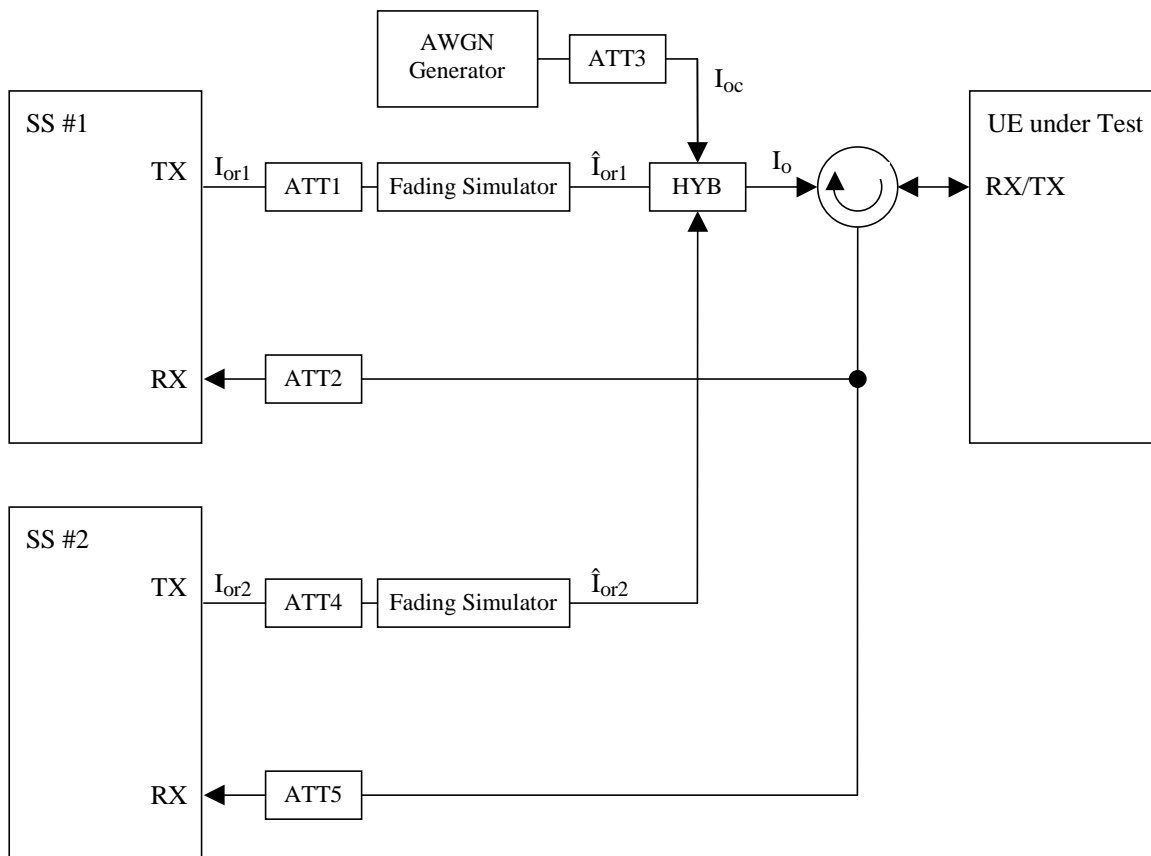 AWGN
Generator
ATT3
I_oc
SS #1
UE under Test
TX
I_or1
ATT1
Fading Simulator
Î_or1
HYB
I_o
RX/TX
RX
ATT2
SS #2
TX
I_or2
ATT4
Fading Simulator
Î_or2
RX
ATT5